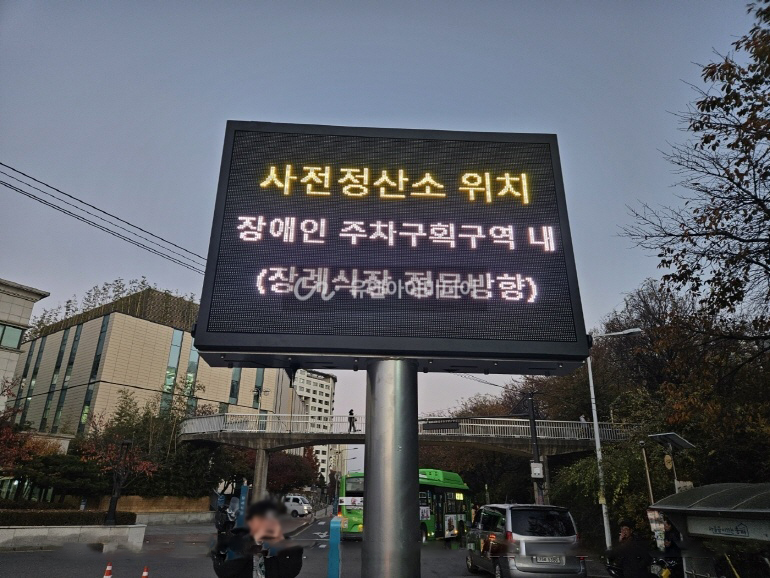 사전정산소 위치
장애인 주차구획구역 내
(장례식장 정문방향)